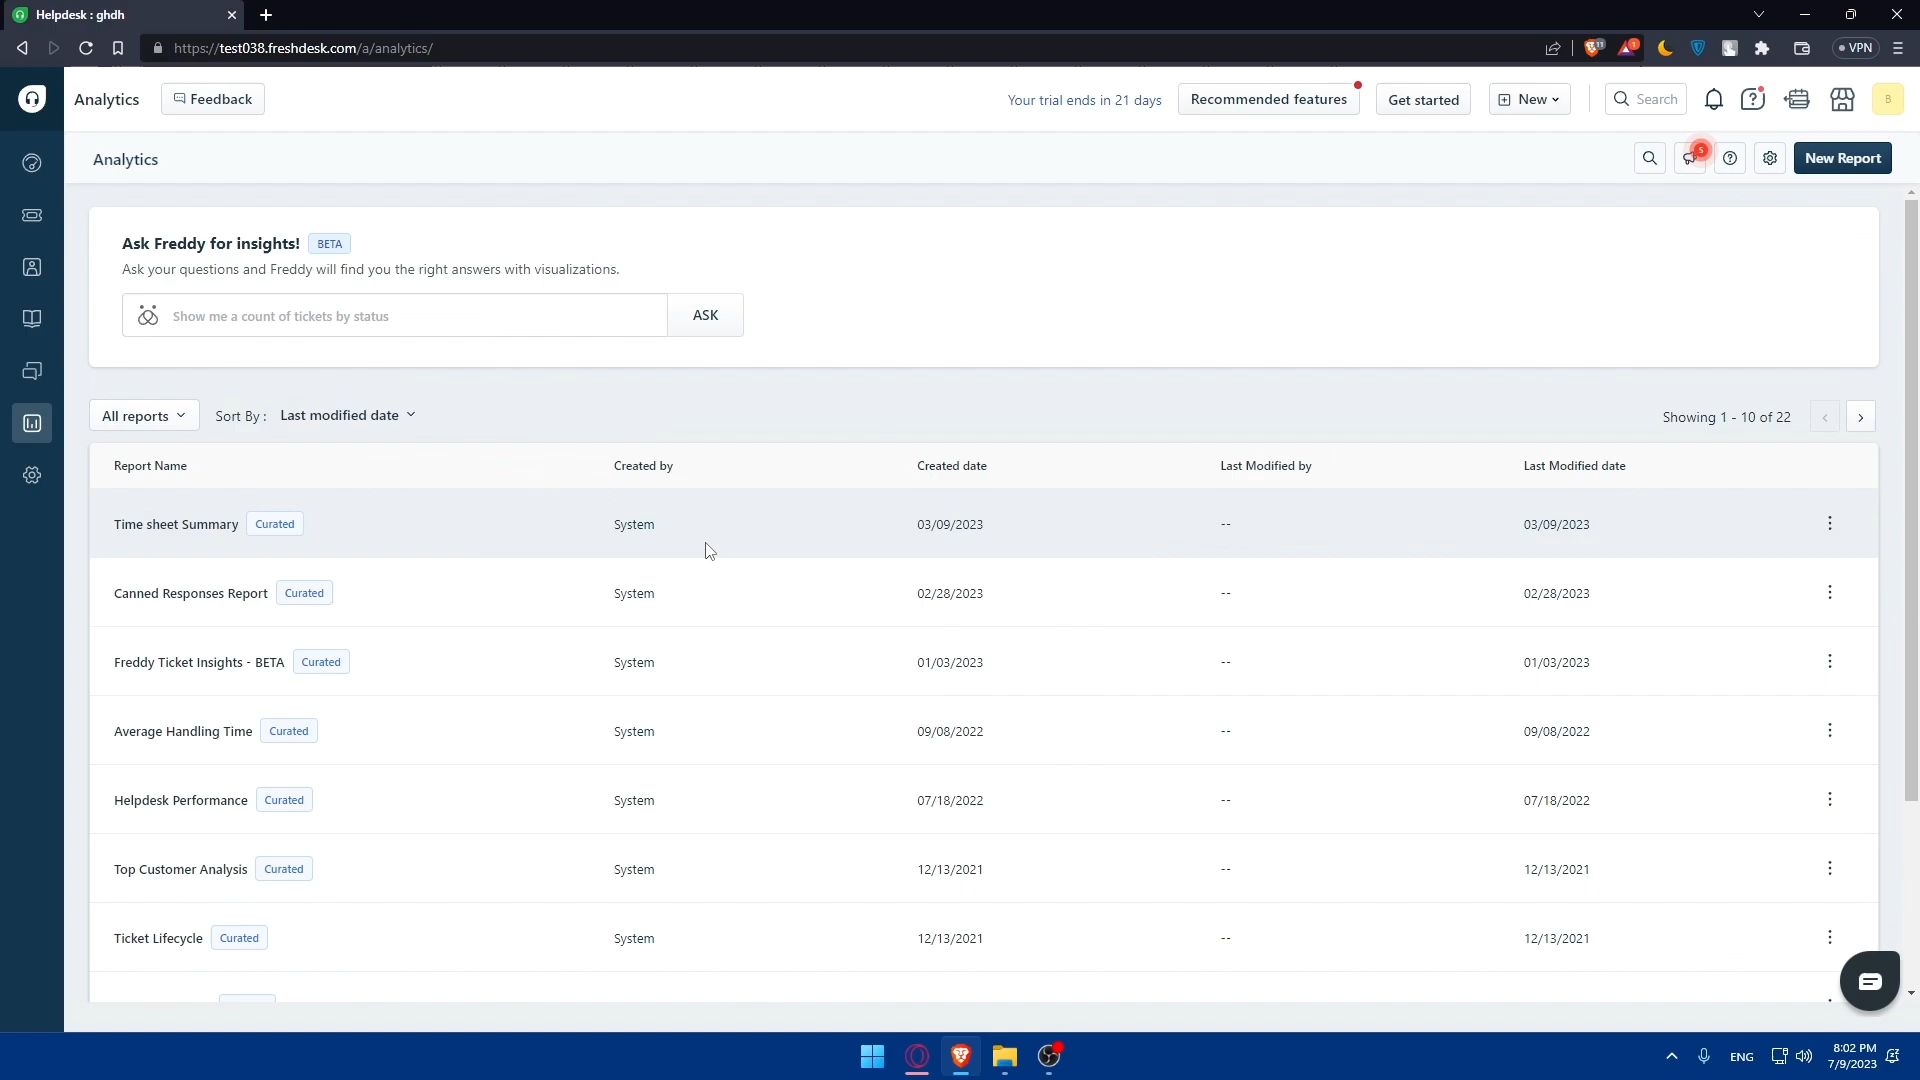 Helpdesk : ghdh
https://test038.freshdesk.com/a/analytics/
11
1
VPN
Analytics
Feedback
Your trial ends in 21 days
Recommended features
Get started
New
Search
B
Analytics
5
New Report
Ask Freddy for insights! BETA
Ask your questions and Freddy will find you the right answers with visualizations.
Show me a count of tickets by status
ASK
All reports
Sort By : Last modified date
Showing 1 - 10 of 22
Report Name Created by Created date Last Modified by Last Modified date
Time sheet Summary Curated System 03/09/2023 -- 03/09/2023
Canned Responses Report Curated System 02/28/2023 -- 02/28/2023
Freddy Ticket Insights - BETA Curated System 01/03/2023 -- 01/03/2023
Average Handling Time Curated System 09/08/2022 -- 09/08/2022
Helpdesk Performance Curated System 07/18/2022 -- 07/18/2022
Top Customer Analysis Curated System 12/13/2021 -- 12/13/2021
Ticket Lifecycle Curated System 12/13/2021 -- 12/13/2021
ENG
8:02 PM
7/9/2023